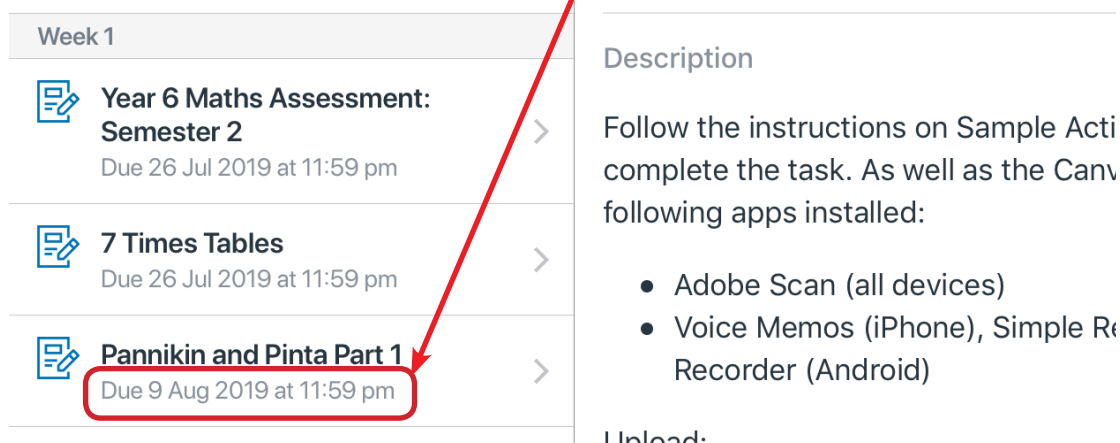 Week 1
Year 6 Maths Assessment:
Semester 2
Due 26 Jul 2019 at 11:59 pm
7 Times Tables
Due 26 Jul 2019 at 11:59 pm
Pannikin and Pinta Part 1
Due 9 Aug 2019 at 11:59 pm
Description
Follow the instructions on Sample Acti
complete the task. As well as the Canv
following apps installed:
• Adobe Scan (all devices)
• Voice Memos (iPhone), Simple Re
Recorder (Android)
Upload: